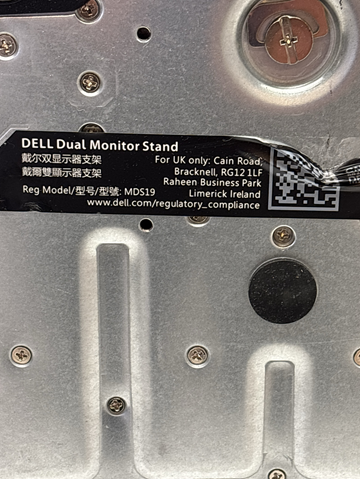 DELL Dual Monitor Stand
戴尔双显示器支架
戴爾雙顯示器支架
Reg Model/型号/型號: MDS19
For UK only: Cain Road,
Bracknell, RG12 1LF
Raheen Business Park
Limerick Ireland
www.dell.com/regulatory_compliance